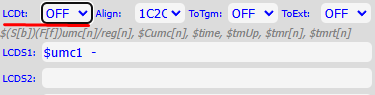 LCDt: OFF Align: 1C2C ToTgm: OFF ToExt: OFF
$(S[b])(F[f])umc[n]/reg[n], $Cumc[n], $time, $tmUp, $tmr[n], $tmrt[n]
LCDS1: $umc1 -
LCDS2: